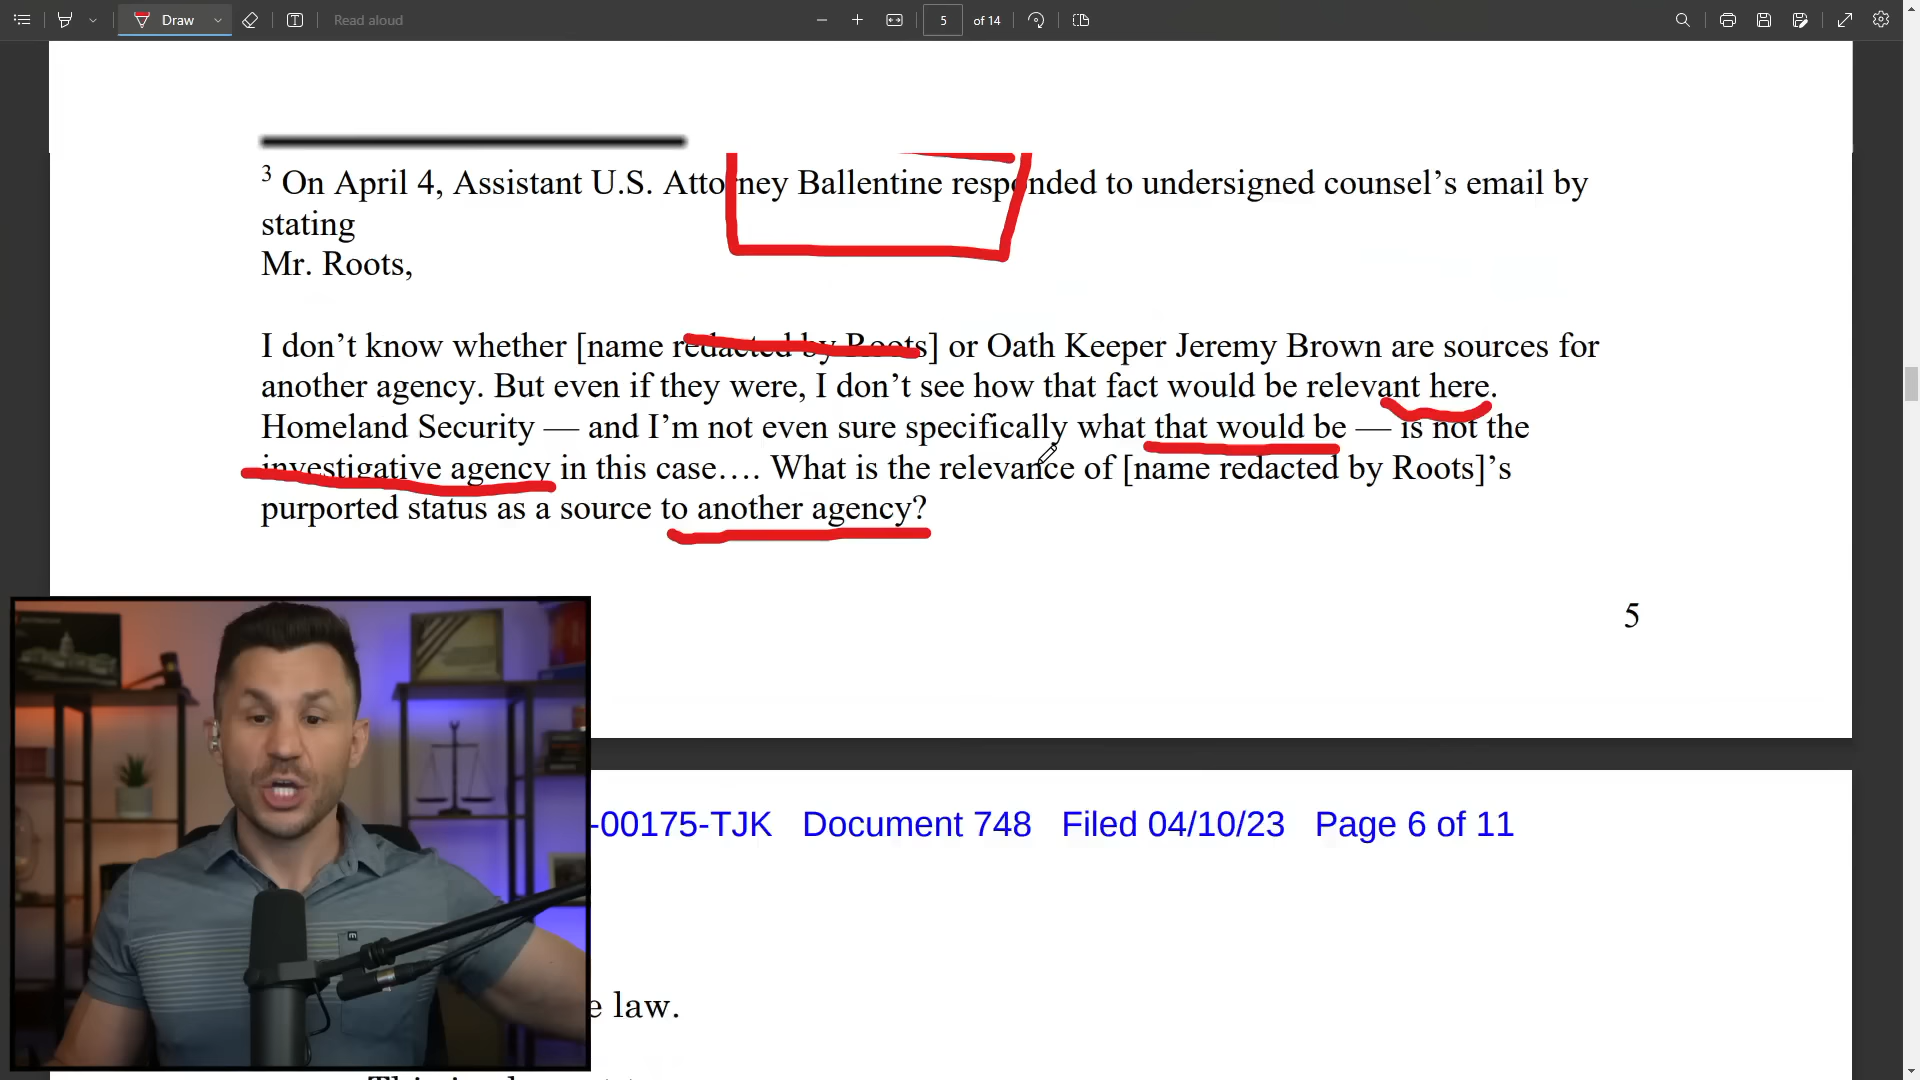 Draw
Read aloud
5
of 14
3 On April 4, Assistant U.S. Attorney Ballentine responded to undersigned counsel’s email by
stating
Mr. Roots,
I don’t know whether [name redacted by Roots] or Oath Keeper Jeremy Brown are sources for
another agency. But even if they were, I don’t see how that fact would be relevant here.
Homeland Security — and I’m not even sure specifically what that would be — is not the
investigative agency in this case…. What is the relevance of [name redacted by Roots]’s
purported status as a source to another agency?
5
-00175-TJK Document 748 Filed 04/10/23 Page 6 of 11
e law.